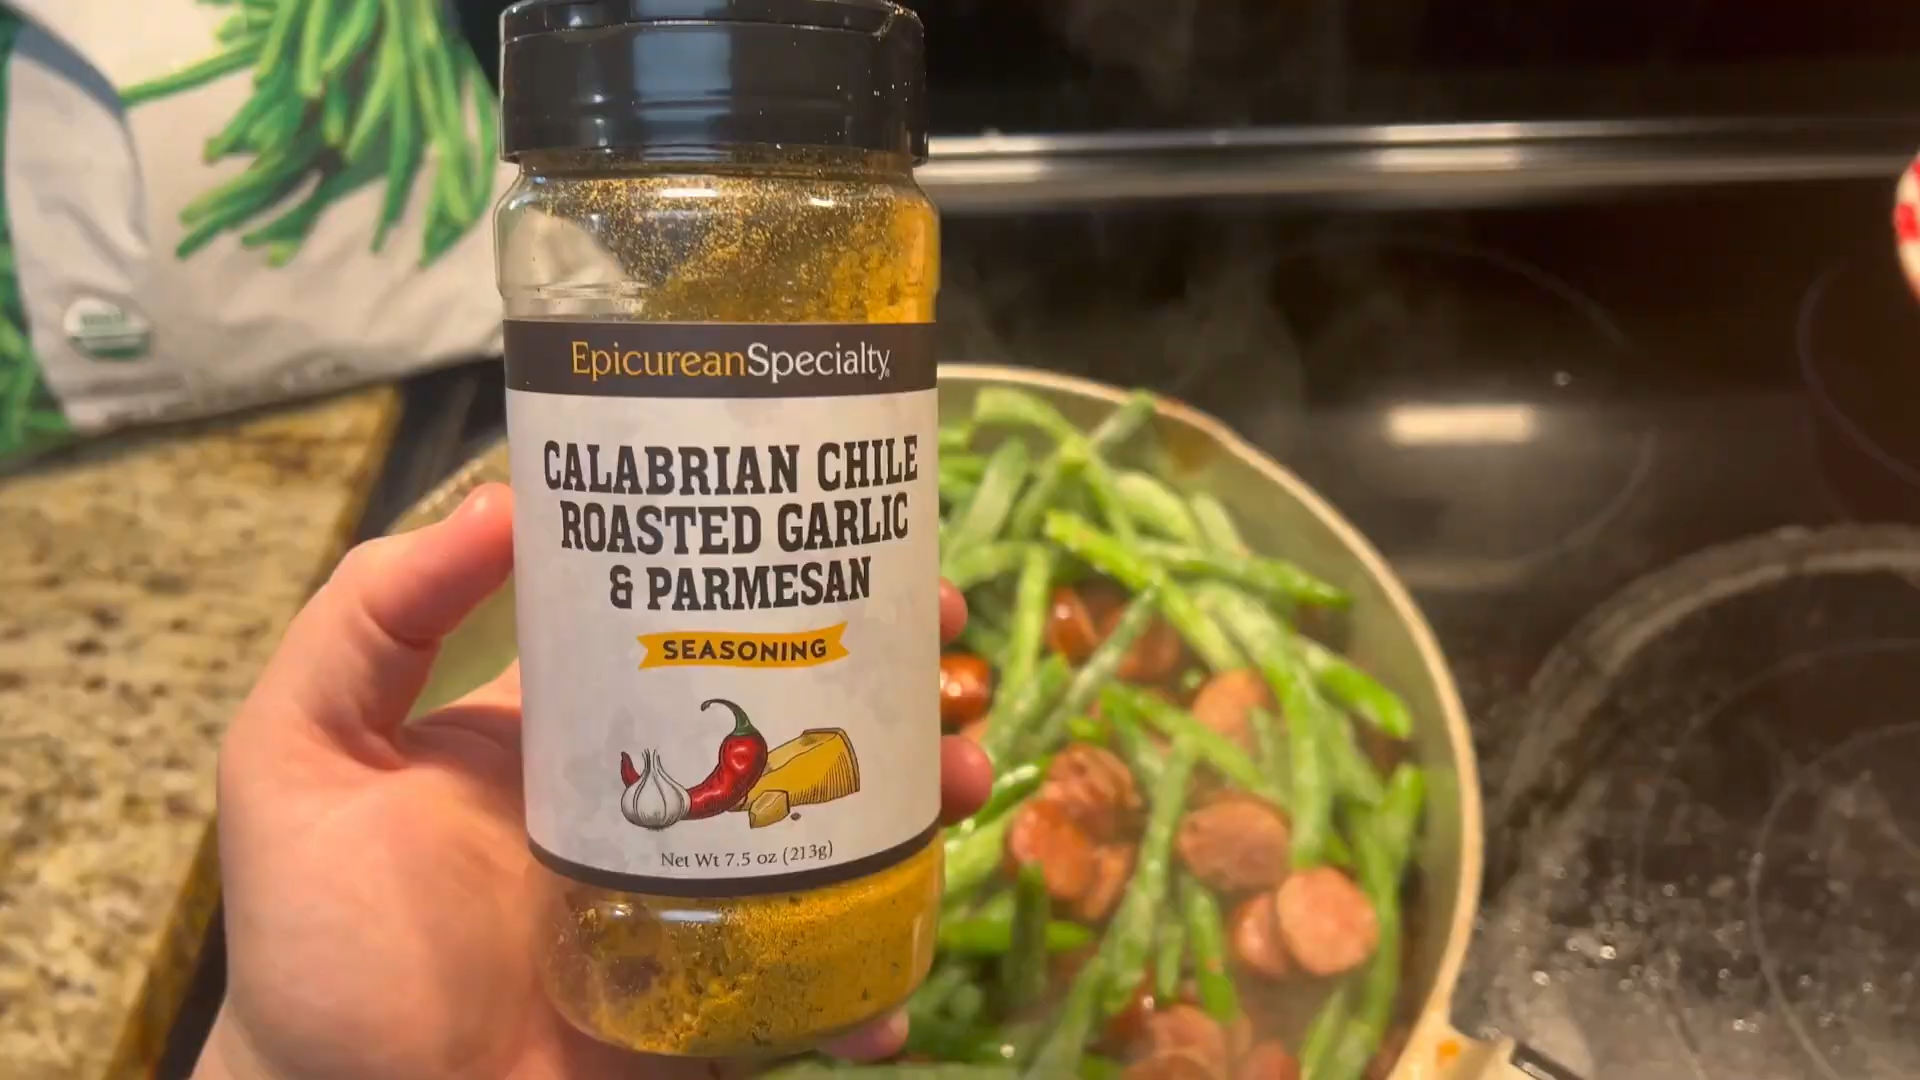 EpicureanSpecialty
CALABRIAN CHILE
ROASTED GARLIC
& PARMESAN
SEASONING
Net Wt 7.5 oz (213g)